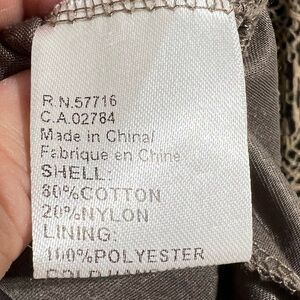 R.N.57716
C.A.02784
Made in China/
Fabrique en Chine
SHELL:
80%COTTON
20%NYLON
LINING:
100%POLYESTER